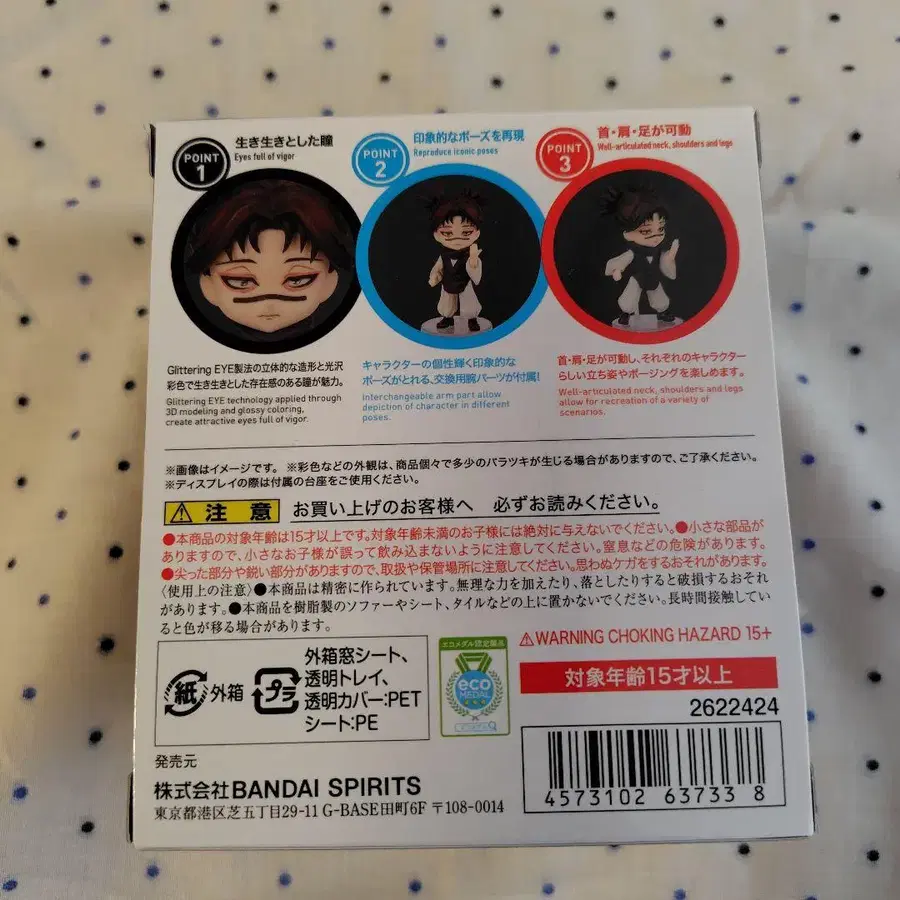 POINT 1
生き生きとした瞳
Eyes full of vigor
POINT 2
印象的なポーズを再現
Reproduce iconic poses
POINT 3
首・肩・足が可動
Well-articulated neck, shoulders and legs
Glittering EYE製法の立体的な造形と光沢
彩色で生き生きとした存在感のある瞳が魅力。
Glittering EYE technology applied through
3D modeling and glossy coloring,
create attractive eyes full of vigor.
キャラクターの個性輝く印象的な
ポーズがとれる、交換用腕パーツが付属!
Interchangeable arm part allow
depiction of character in different
poses.
首・肩・足が可動し、それぞれのキャラクター
らしい立ち姿やポージングを楽しめます。
Well-articulated neck, shoulders and legs
allow for recreation of a variety of
scenarios.
※画像はイメージです。 ※彩色などの外観は、商品個々で多少のバラツキが生じる場合がありますので、ご了承ください。
※ディスプレイの際は付属の台座をご使用ください。
注意 お買い上げのお客様へ 必ずお読みください。
●本商品の対象年齢は15才以上です。対象年齢未満のお子様には絶対に与えないでください。●小さな部品が
ありますので、小さなお子様が誤って飲み込まないように注意してください。窒息などの危険があります。
●尖った部分や鋭い部分がありますので、取扱や保管場所に注意してください。思わぬケガをするおそれがあります。
〈使用上の注意〉●本商品は精密に作られています。無理な力を加えたり、落としたりすると破損するおそれ
があります。●本商品を樹脂製のソファーやシート、タイルなどの上に置かないでください。長時間接触してい
ると色が移る場合があります。
⚠WARNING CHOKING HAZARD 15+
紙 外箱
プラ
外箱窓シート、
透明トレイ、
透明カバー:PET
シート:PE
エコメダル認定商品
eco
MEDAL
対象年齢15才以上
2622424
4573102 63733 8
発売元
株式会社BANDAI SPIRITS
東京都港区芝五丁目29-11 G-BASE田町6F 〒108-0014